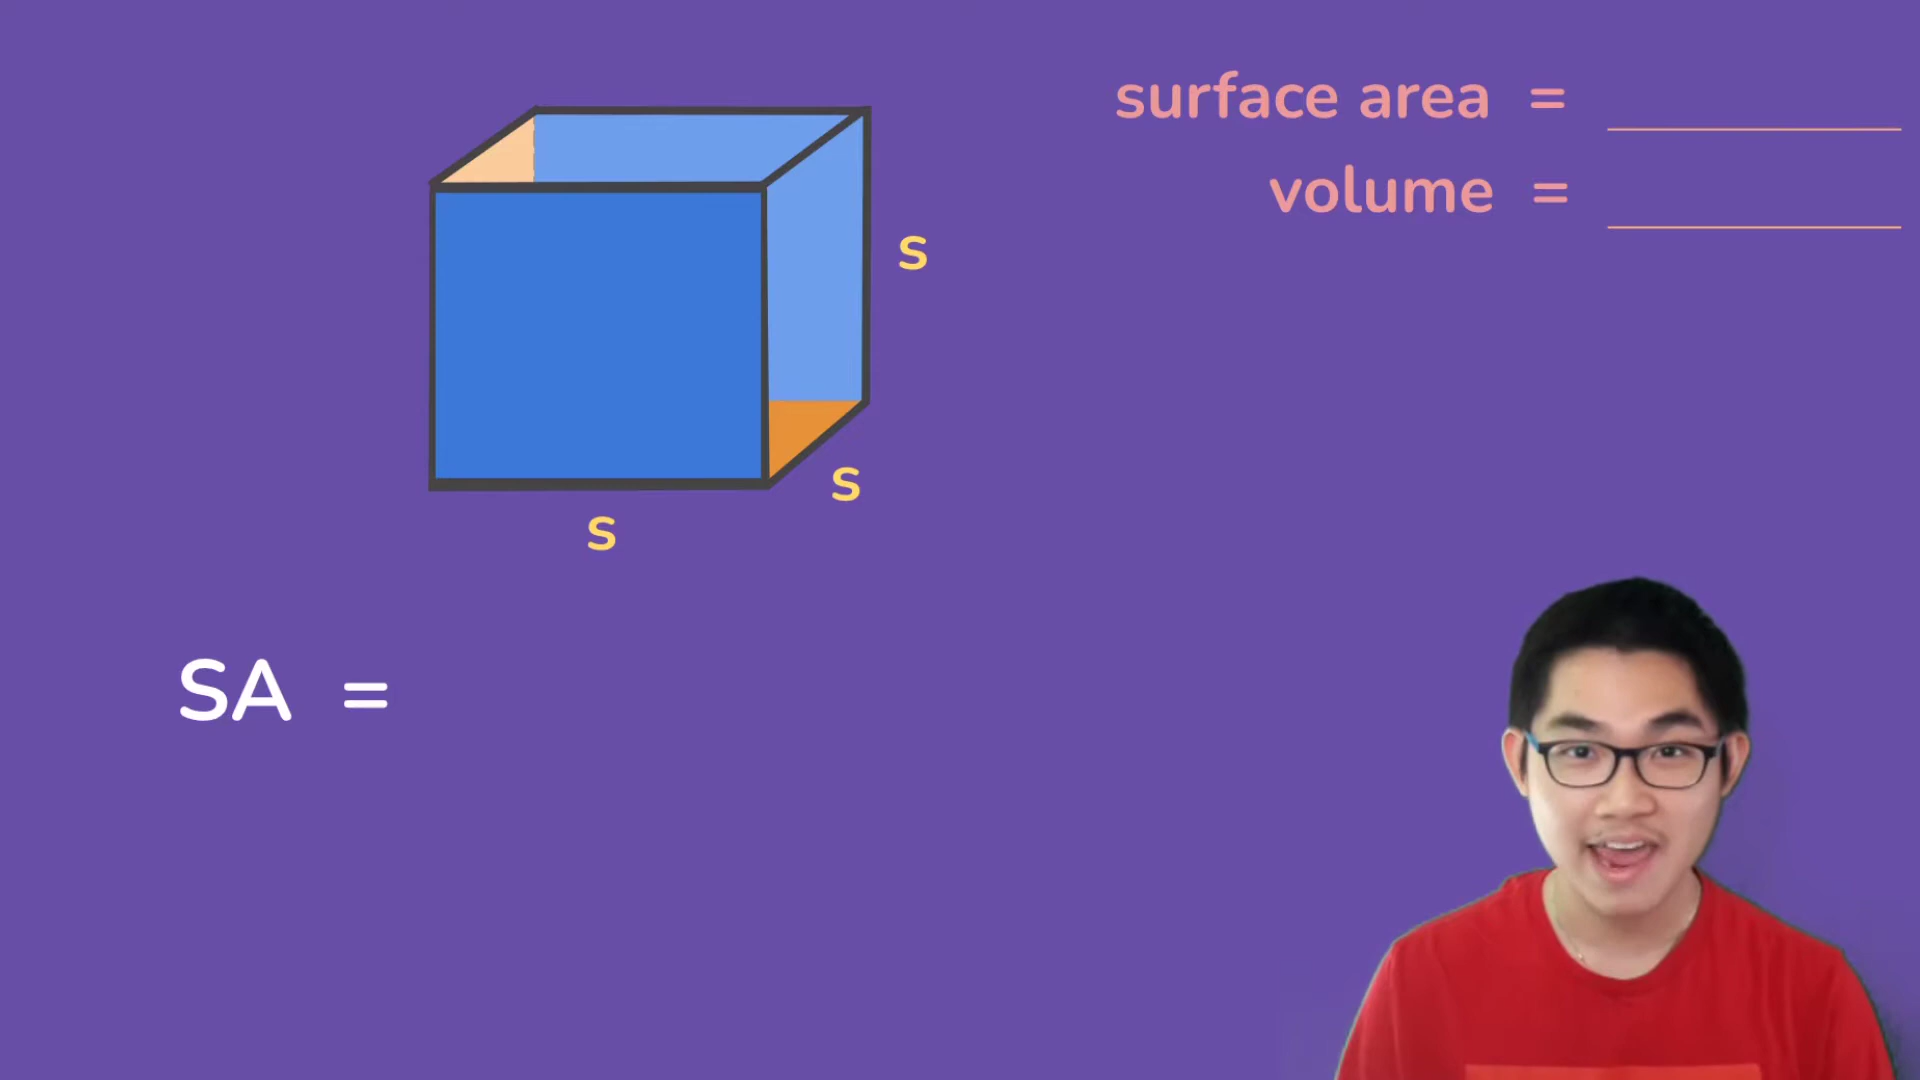 surface area = 
volume = 
s
s
s
SA =